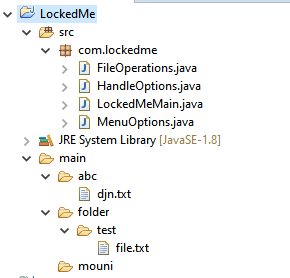 LockedMe
src
com.lockedme
FileOperations.java
HandleOptions.java
LockedMeMain.java
MenuOptions.java
JRE System Library [JavaSE-1.8]
main
abc
djn.txt
folder
test
file.txt
mouni